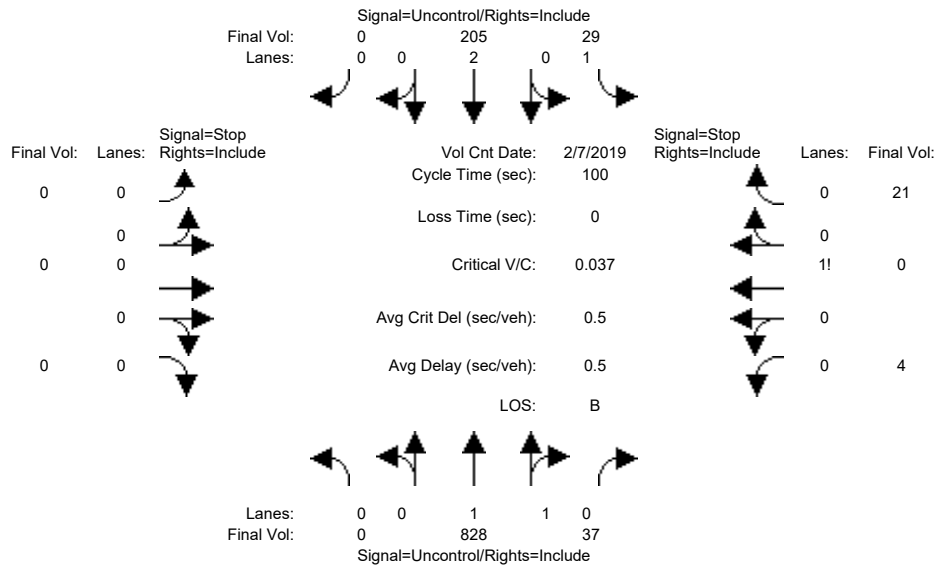 Signal=Uncontrol/Rights=Include
Final Vol: 0 205 29
Lanes: 0 0 2 0 1
Signal=Stop
Final Vol: Lanes: Rights=Include
Vol Cnt Date: 2/7/2019
Signal=Stop
Rights=Include Lanes: Final Vol:
Cycle Time (sec): 100
0 0
0 21
Loss Time (sec): 0
0
0
0 0
Critical V/C: 0.037
1! 0
0
Avg Crit Del (sec/veh): 0.5
0
0 0
Avg Delay (sec/veh): 0.5
0 4
LOS: B
Lanes: 0 0 1 1 0
Final Vol: 0 828 37
Signal=Uncontrol/Rights=Include